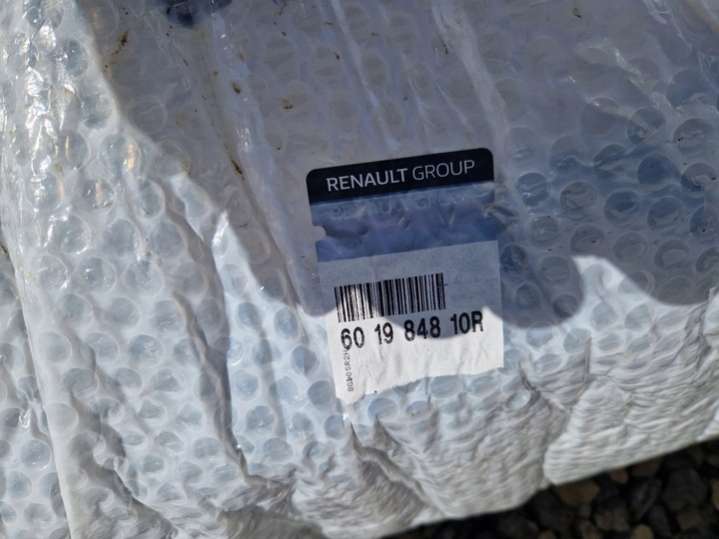 RENAULT GROUP
60 19 848 10R